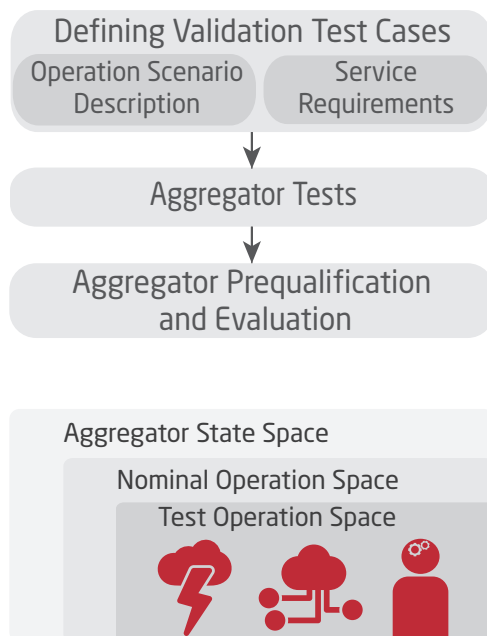 Defining Validation Test Cases
Operation Scenario
Description
Service
Requirements
Aggregator Tests
Aggregator Prequalification
and Evaluation
Aggregator State Space
Nominal Operation Space
Test Operation Space